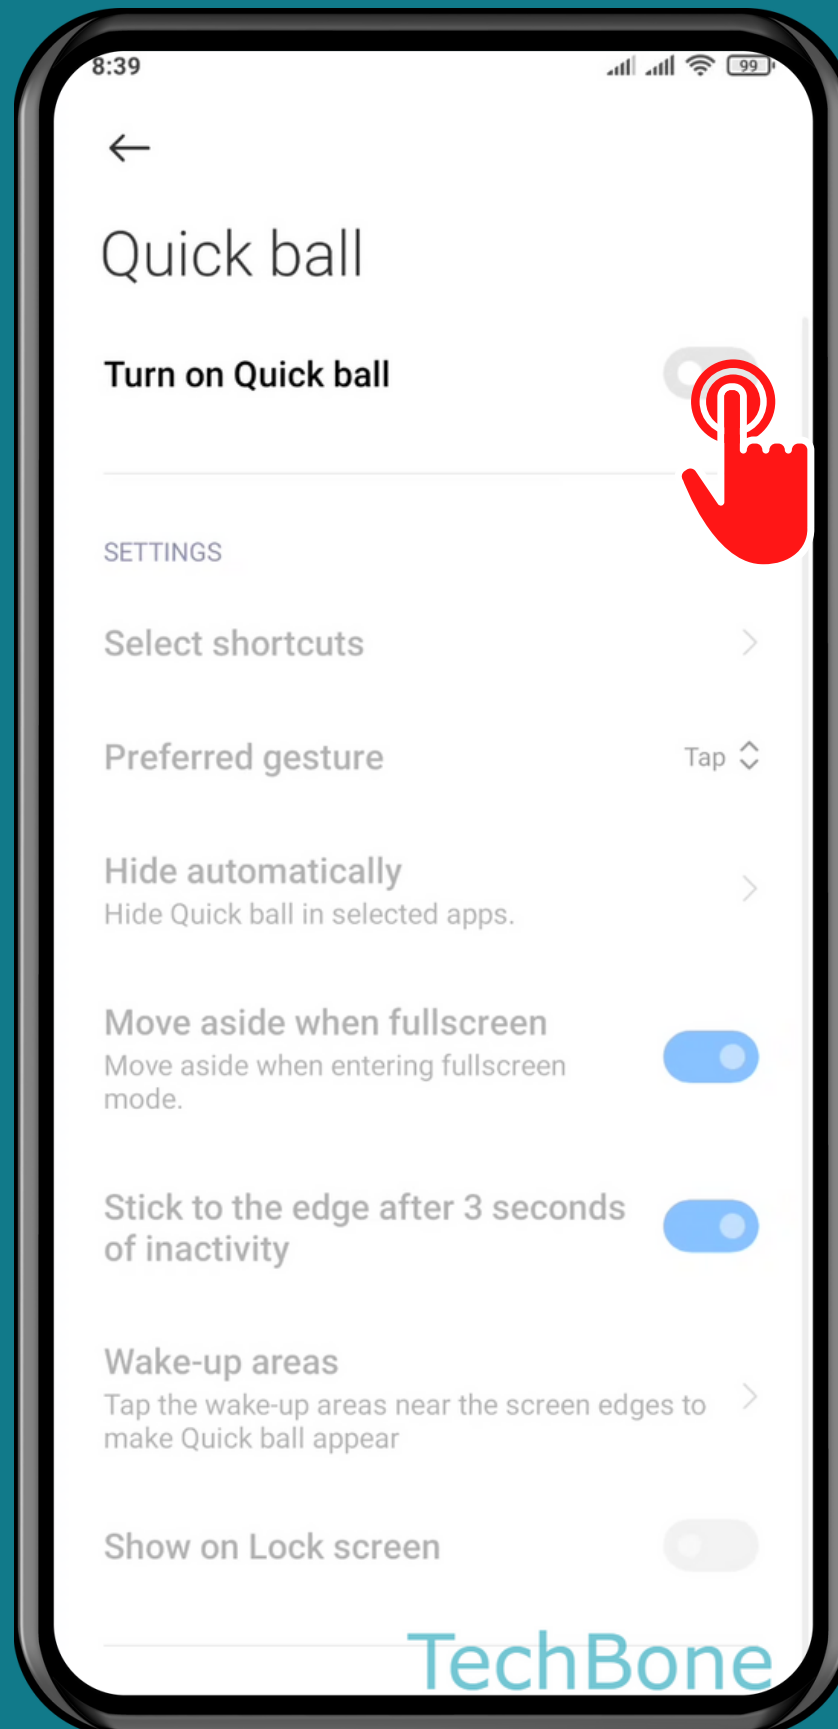 8:39
99
Quick ball
Turn on Quick ball
SETTINGS
Select shortcuts
Preferred gesture
Tap
Hide automatically
Hide Quick ball in selected apps.
Move aside when fullscreen
Move aside when entering fullscreen
mode.
Stick to the edge after 3 seconds
of inactivity
Wake-up areas
Tap the wake-up areas near the screen edges to
make Quick ball appear
Show on Lock screen
TechBone